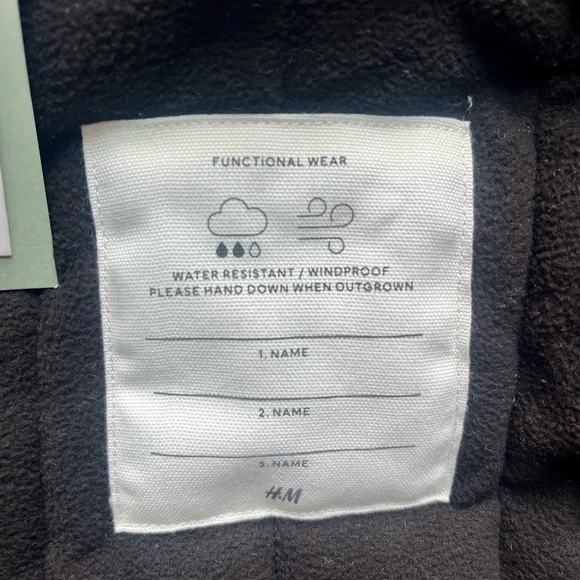 FUNCTIONAL WEAR
WATER RESISTANT / WINDPROOF
PLEASE HAND DOWN WHEN OUTGROWN
1. NAME
2. NAME
3. NAME
H&M